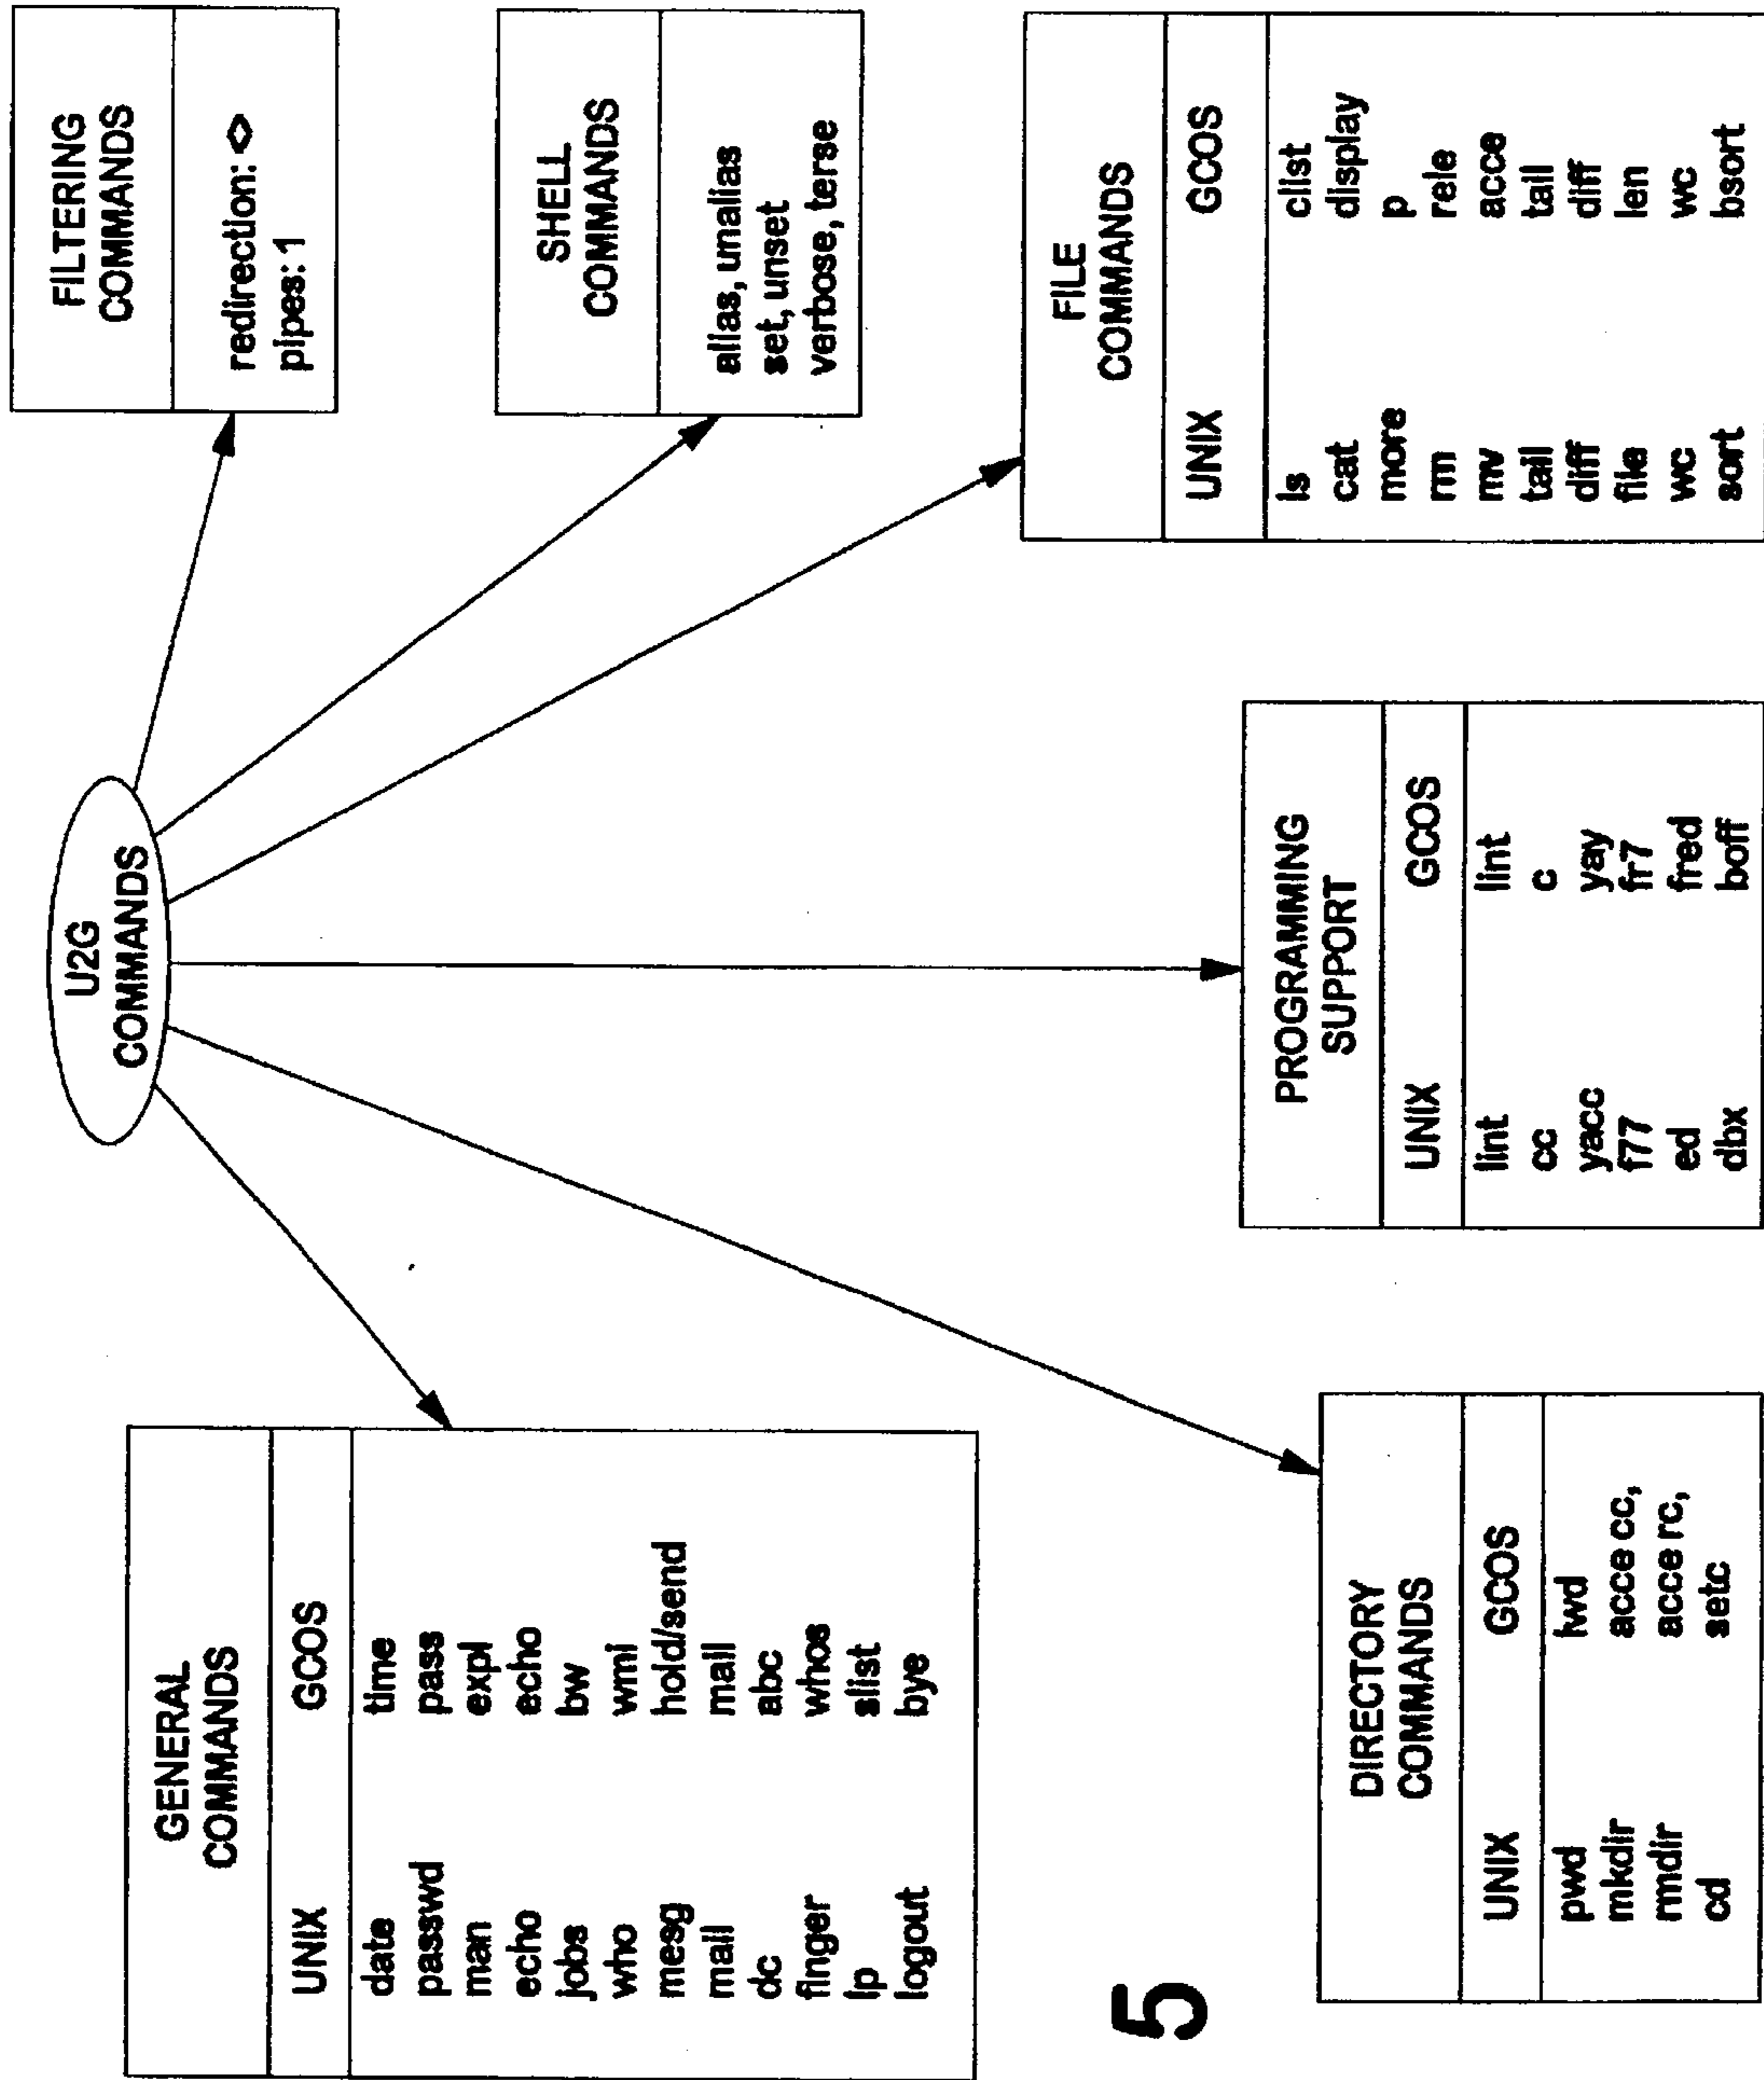 U2G
COMMANDS
GENERAL
COMMANDS
UNIX GCOS
date time
passwd pass
man expl
echo echo
jobs bw
who wmi
mesg hold/send
mail mail
dc abc
finger whos
lp slist
logout bye
DIRECTORY
COMMANDS
UNIX GCOS
pwd lwd
mkdir acce cc,
rmdir acce rc,
cd setc
PROGRAMMING
SUPPORT
UNIX GCOS
lint lint
cc c
yacc yay
f77 fr7
ed fred
dbx boff
FILE
COMMANDS
UNIX GCOS
ls clist
cat display
more p
rm rele
mv acce
tail tail
diff diff
file len
wc wc
sort bsort
SHELL
COMMANDS
alias, unalias
set, unset
verbose, terse
FILTERING
COMMANDS
redirection: <>
pipes: 1
5